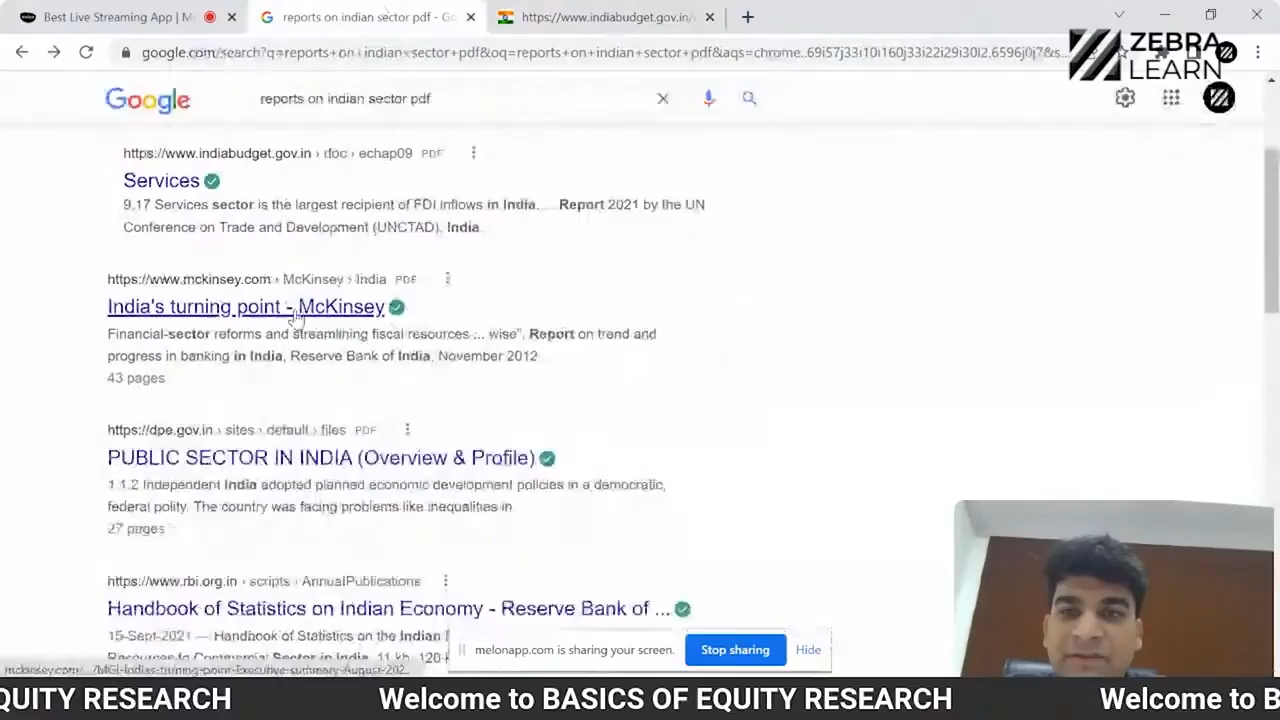 Best Live Streaming App | M
reports on indian sector pdf - Go
https://www.indiabudget.gov.in/
google.com/search?q=reports+on+indian+sector+pdf&oq=reports+on+indian+sector+pdf&aqs=chrome..69i57j33i10i160j33i22i29i30l2.6596j0j7&s...
ZEBRA
LEARN
Google
reports on indian sector pdf
https://www.indiabudget.gov.in › doc › echap09 PDF
Services
9.17 Services sector is the largest recipient of FDI inflows in India. ... Report 2021 by the UN
Conference on Trade and Development (UNCTAD), India.
https://www.mckinsey.com › McKinsey › India PDF
India's turning point - McKinsey
Financial-sector reforms and streamlining fiscal resources ... wise", Report on trend and
progress in banking in India, Reserve Bank of India, November 2012
43 pages
https://dpe.gov.in › sites › default › files PDF
PUBLIC SECTOR IN INDIA (Overview & Profile)
1.1.2 Independent India adopted planned economic development policies in a democratic,
federal polity. The country was facing problems like inequalities in
27 pages
https://www.rbi.org.in › scripts › AnnualPublications
Handbook of Statistics on Indian Economy - Reserve Bank of ...
15-Sept-2021 — Handbook of Statistics on the Indian
Resources to Commercial Sector in India, 11 kb, 120 k
melonapp.com is sharing your screen.
Stop sharing
Hide
QUITY RESEARCH
Welcome to BASICS OF EQUITY RESEARCH
Welcome to B